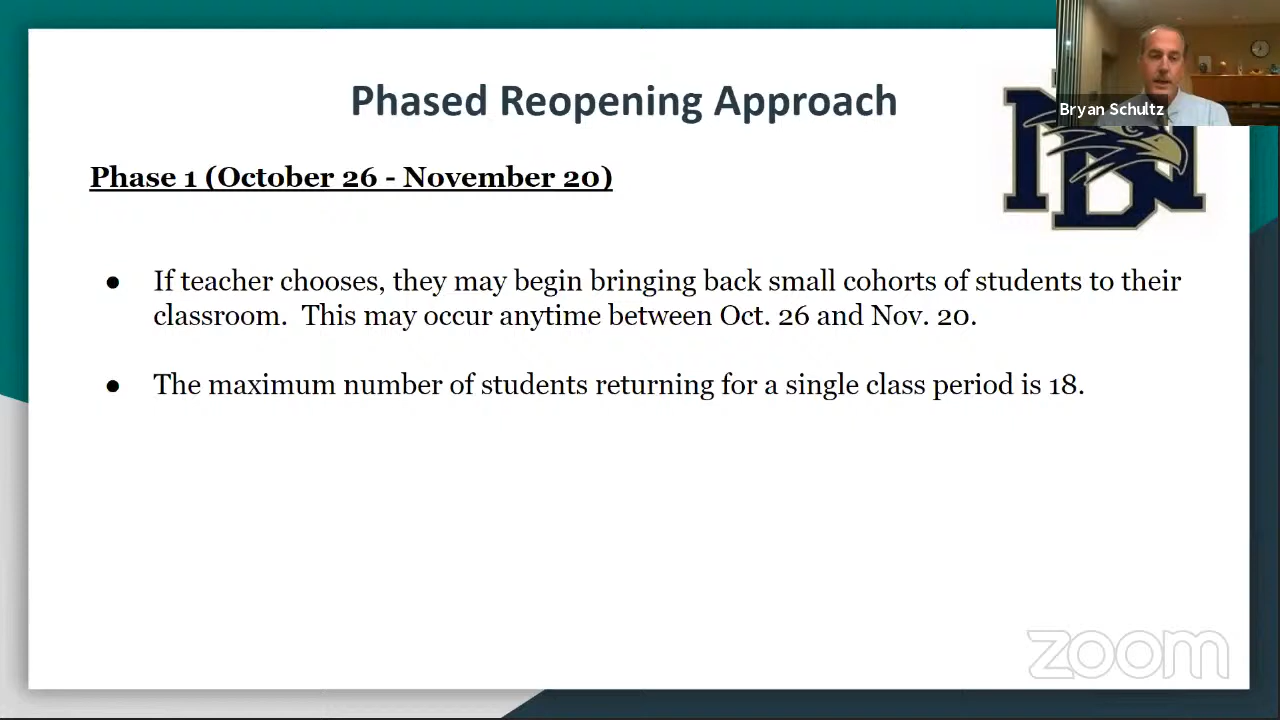 Phased Reopening Approach
Bryan Schultz
Phase 1 (October 26 - November 20)
● If teacher chooses, they may begin bringing back small cohorts of students to their
classroom.  This may occur anytime between Oct. 26 and Nov. 20.
● The maximum number of students returning for a single class period is 18.
zoom